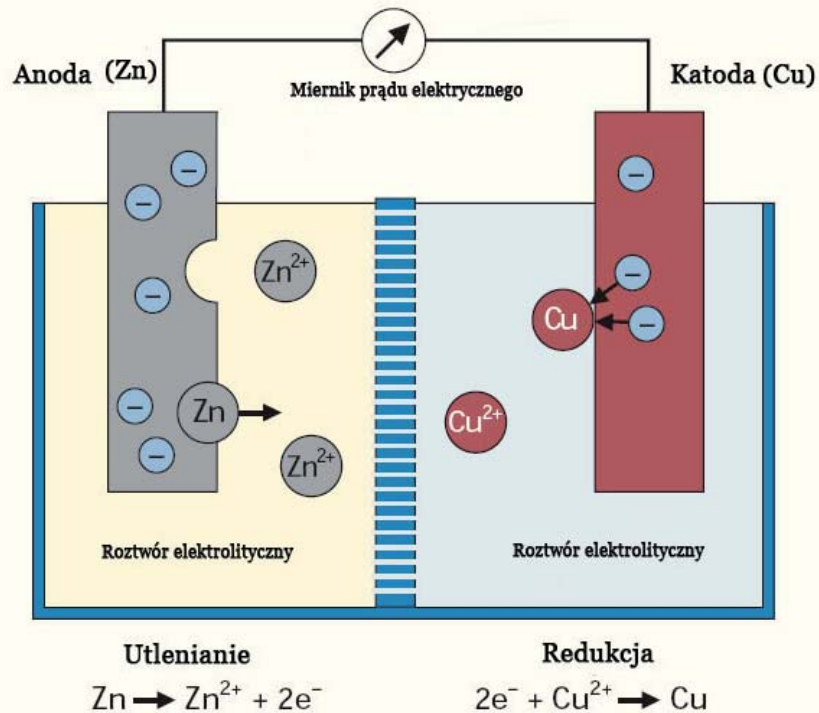 Anoda (Zn)
Katoda (Cu)
Miernik prądu elektrycznego
−
−
−
−
−
Zn²⁺
Zn
Zn²⁺
−
−
−
Cu
Cu²⁺
Roztwór elektrolityczny
Roztwór elektrolityczny
Utlenianie
Redukcja
Zn → Zn²⁺ + 2e⁻
2e⁻ + Cu²⁺ → Cu